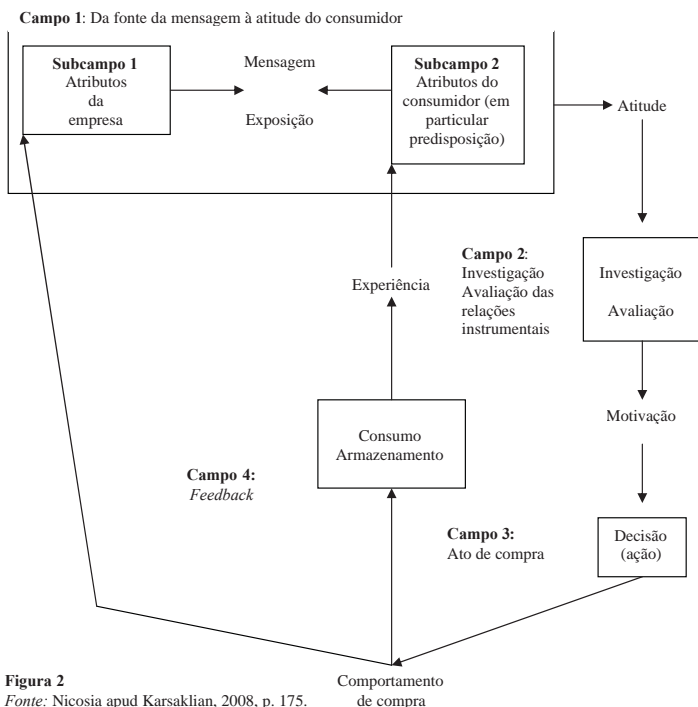 Campo 1: Da fonte da mensagem à atitude do consumidor
Subcampo 1
Atributos
da
empresa
Mensagem
Exposição
Subcampo 2
Atributos do
consumidor (em
particular
predisposição)
Atitude
Campo 2:
Investigação
Avaliação das
relações
instrumentais
Investigação
Avaliação
Experiência
Motivação
Consumo
Armazenamento
Campo 4:
Feedback
Campo 3:
Ato de compra
Decisão
(ação)
Comportamento
de compra
Figura 2
Fonte: Nicosia apud Karsaklian, 2008, p. 175.